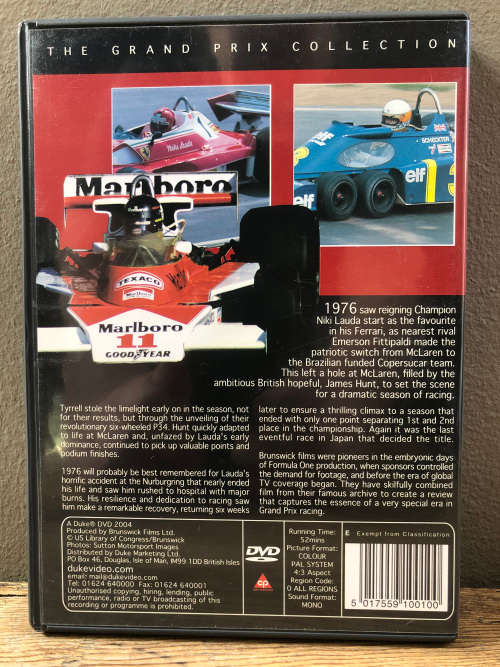 THE GRAND PRIX COLLECTION
Niki Lauda
SCHECKTER
elf
elf
Marlboro
TEXACO
Marlboro
11
GOODYEAR
1976 saw reigning Champion
Niki Lauda start as the favourite
in his Ferrari, as nearest rival
Emerson Fittipaldi made the
patriotic switch from McLaren to
the Brazilian funded Copersucar team.
This left a hole at McLaren, filled by the
ambitious British hopeful, James Hunt, to set the scene
for a dramatic season of racing.
Tyrrell stole the limelight early on in the season, not
for their results, but through the unveiling of their
revolutionary six-wheeled P34. Hunt quickly adapted
to life at McLaren and, unfazed by Lauda's early
dominance, continued to pick up valuable points and
podium finishes.
1976 will probably be best remembered for Lauda's
horrific accident at the Nurburgring that nearly ended
his life and saw him rushed to hospital with major
burns. His resilience and dedication to racing saw
him make a remarkable recovery, returning six weeks
later to ensure a thrilling climax to a season that
ended with only one point separating 1st and 2nd
place in the championship. Again it was the last
eventful race in Japan that decided the title.
Brunswick films were pioneers in the embryonic days
of Formula One production, when sponsors controlled
the demand for footage, and before the era of global
TV coverage began. They have skilfully combined
film from their famous archive to create a review
that captures the essence of a very special era in
Grand Prix racing.
A Duke® DVD 2004
Produced by Brunswick Films Ltd.
© US Library of Congress/Brunswick
Photos: Sutton Motorsport Images
Distributed by Duke Marketing Ltd.
PO Box 46, Douglas, Isle of Man, IM99 1DD British Isles
dukevideo.com
email: mail@dukevideo.com
Tel: 01624 640000 Fax: 01624 640001
Unauthorised copying, hiring, lending, public
performance, radio or TV broadcasting of this
recording or programme is prohibited.
DVD
VIDEO
Running Time:
52mins
Picture Format:
COLOUR
PAL SYSTEM
4:3 Aspect
Region Code:
0 ALL REGIONS
Sound Format:
MONO
E Exempt from Classification
5 017559 100100